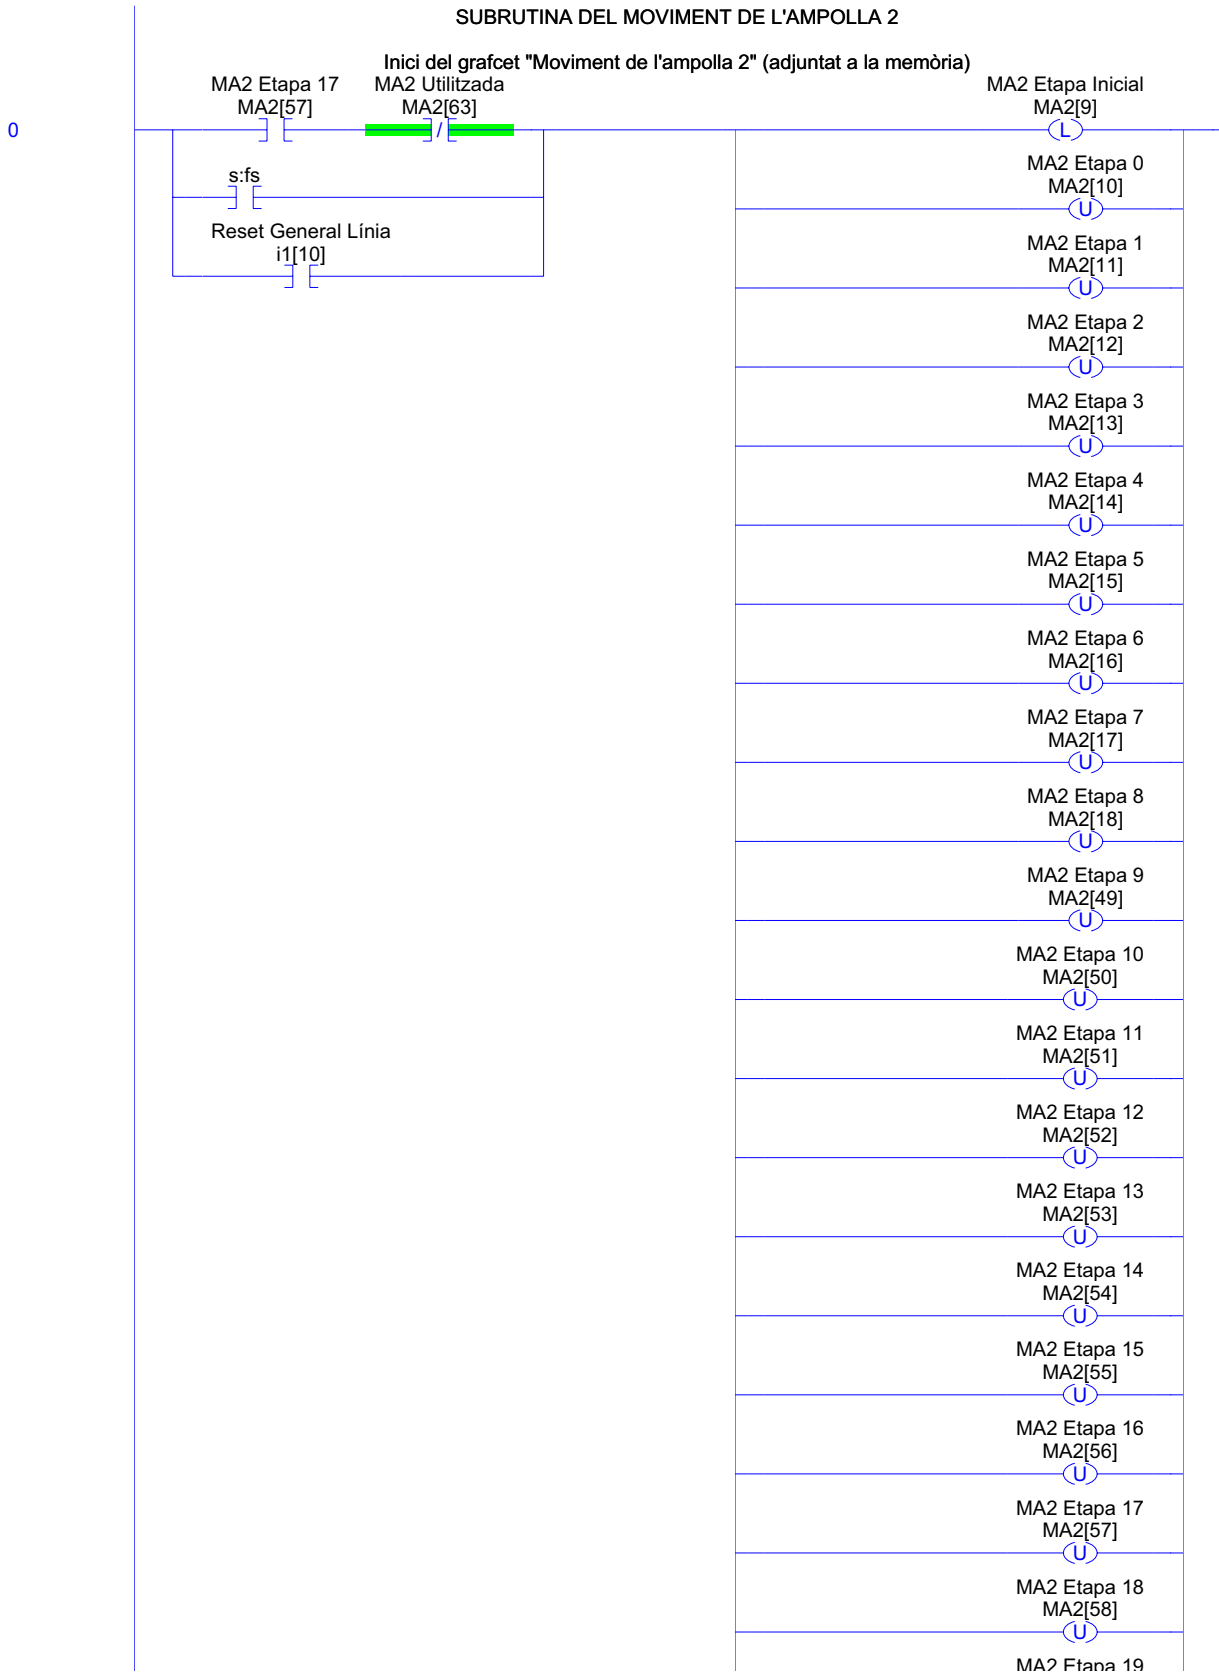 SUBRUTINA DEL MOVIMENT DE L'AMPOLLA 2
Inici del grafcet "Moviment de l'ampolla 2" (adjuntat a la memòria)
MA2 Etapa 17
MA2[57]
MA2 Utilitzada
MA2[63]
/
MA2 Etapa Inicial
MA2[9]
L
0
s:fs
Reset General Línia
i1[10]
MA2 Etapa 0
MA2[10]
U
MA2 Etapa 1
MA2[11]
U
MA2 Etapa 2
MA2[12]
U
MA2 Etapa 3
MA2[13]
U
MA2 Etapa 4
MA2[14]
U
MA2 Etapa 5
MA2[15]
U
MA2 Etapa 6
MA2[16]
U
MA2 Etapa 7
MA2[17]
U
MA2 Etapa 8
MA2[18]
U
MA2 Etapa 9
MA2[49]
U
MA2 Etapa 10
MA2[50]
U
MA2 Etapa 11
MA2[51]
U
MA2 Etapa 12
MA2[52]
U
MA2 Etapa 13
MA2[53]
U
MA2 Etapa 14
MA2[54]
U
MA2 Etapa 15
MA2[55]
U
MA2 Etapa 16
MA2[56]
U
MA2 Etapa 17
MA2[57]
U
MA2 Etapa 18
MA2[58]
U
MA2 Etapa 19